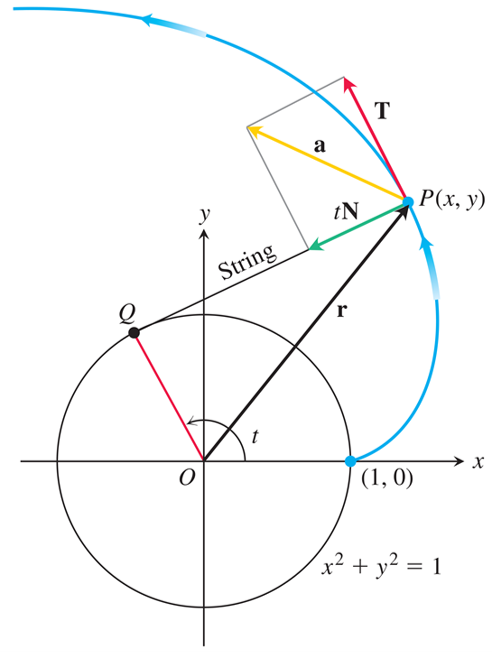 T
a
P(x, y)
tN
y
String
Q
r
t
x
O
(1, 0)
x² + y² = 1